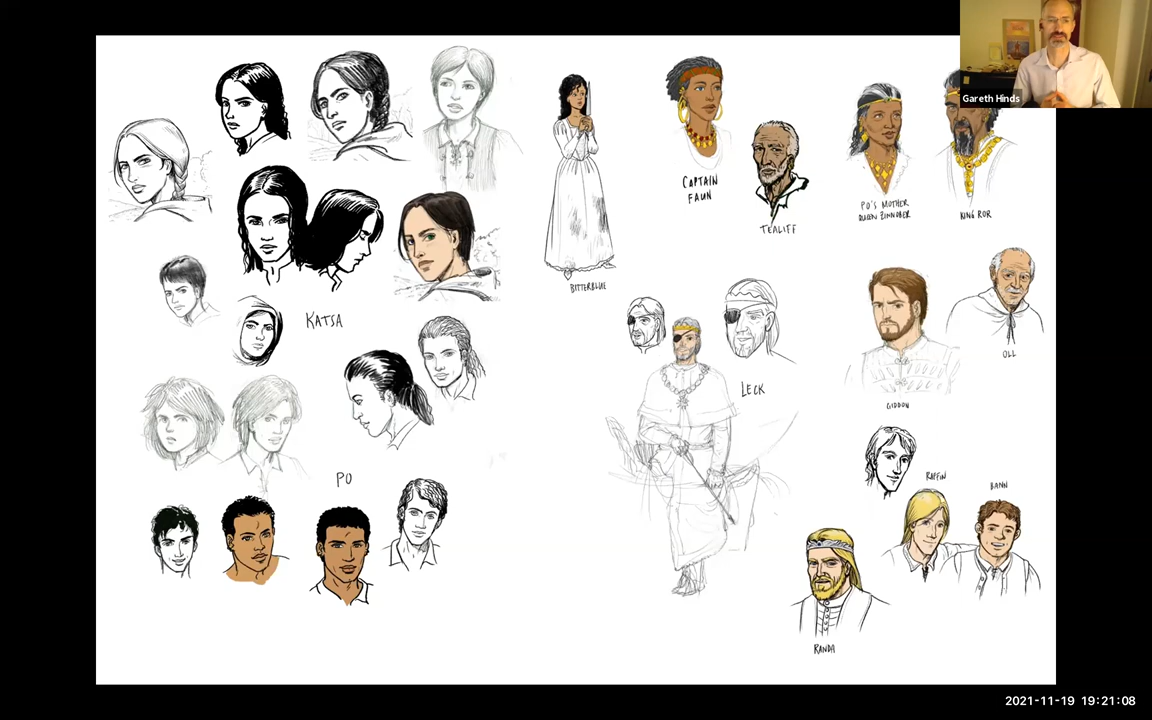 Gareth Hinds
CAPTAIN
FAUN
TEALIFF
PO'S MOTHER
QUEEN ZINNOBER
KING ROR
BITTERBLUE
KATSA
OLL
LECK
GIDDON
PO
RAFFIN
BANN
RANDA
2021-11-19 19:21:08